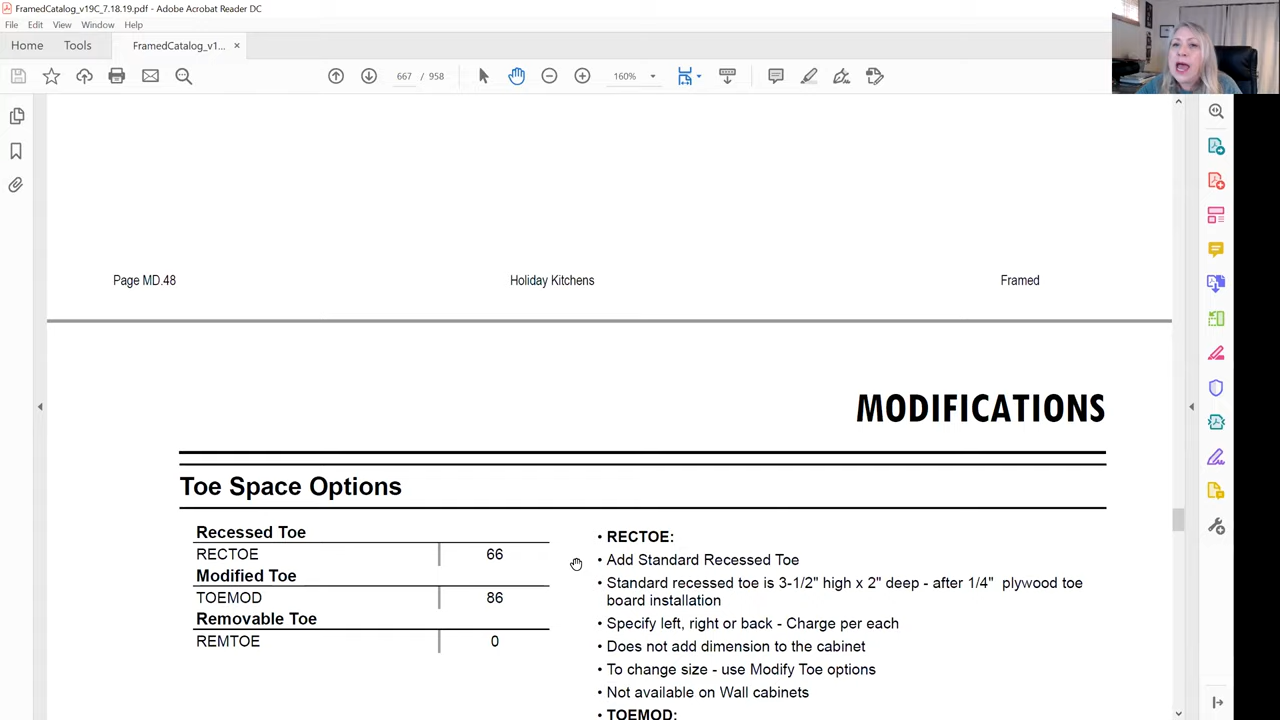 FramedCatalog_v19C_7.18.19.pdf - Adobe Acrobat Reader DC
File Edit View Window Help
Home Tools FramedCatalog_v1... ×
667 / 958 160%
Page MD.48 Holiday Kitchens Framed
MODIFICATIONS
Toe Space Options
Recessed Toe
RECTOE 66
Modified Toe
TOEMOD 86
Removable Toe
REMTOE 0
• RECTOE:
• Add Standard Recessed Toe
• Standard recessed toe is 3-1/2" high x 2" deep - after 1/4" plywood toe
board installation
• Specify left, right or back - Charge per each
• Does not add dimension to the cabinet
• To change size - use Modify Toe options
• Not available on Wall cabinets
• TOEMOD: